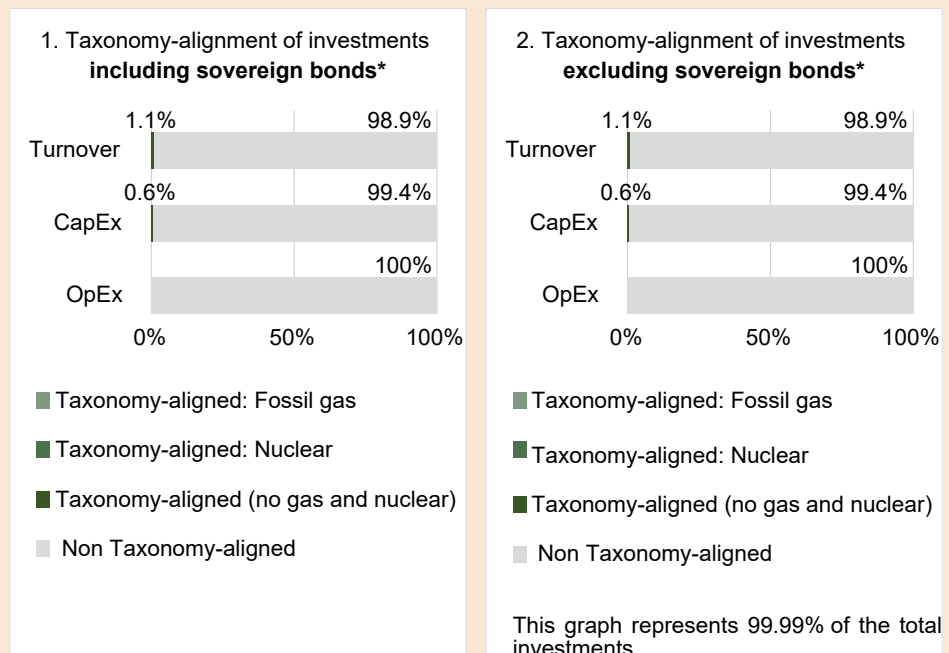 1. Taxonomy-alignment of investments
including sovereign bonds*
1.1% 98.9%
Turnover
0.6% 99.4%
CapEx
100%
OpEx
0% 50% 100%
Taxonomy-aligned: Fossil gas
Taxonomy-aligned: Nuclear
Taxonomy-aligned (no gas and nuclear)
Non Taxonomy-aligned
2. Taxonomy-alignment of investments
excluding sovereign bonds*
1.1% 98.9%
Turnover
0.6% 99.4%
CapEx
100%
OpEx
0% 50% 100%
Taxonomy-aligned: Fossil gas
Taxonomy-aligned: Nuclear
Taxonomy-aligned (no gas and nuclear)
Non Taxonomy-aligned
This graph represents 99.99% of the total
investments